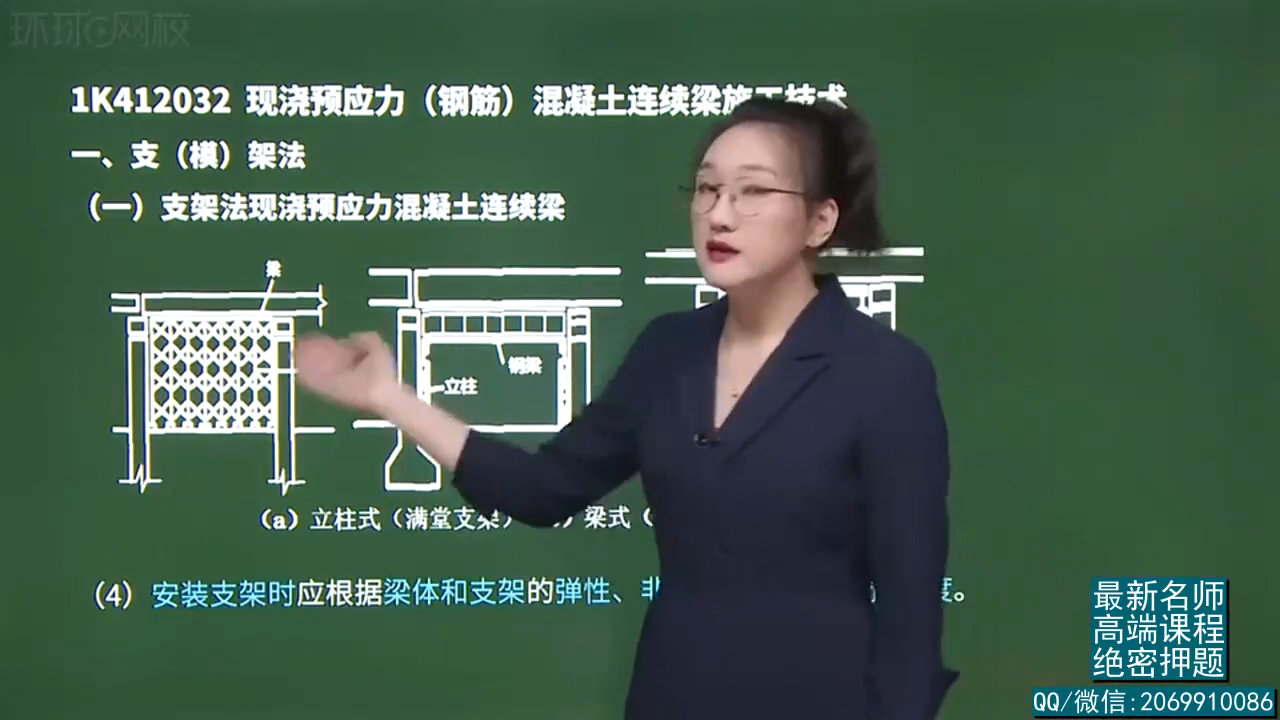 环球网校
1K412032 现浇预应力（钢筋）混凝土连续梁施工技术
一、支（模）架法
（一）支架法现浇预应力混凝土连续梁
梁
钢梁
立柱
（a）立柱式（满堂支架） ）梁式（
（4）安装支架时应根据梁体和支架的弹性、非 度。
最新名师
高端课程
绝密押题
QQ/微信:2069910086